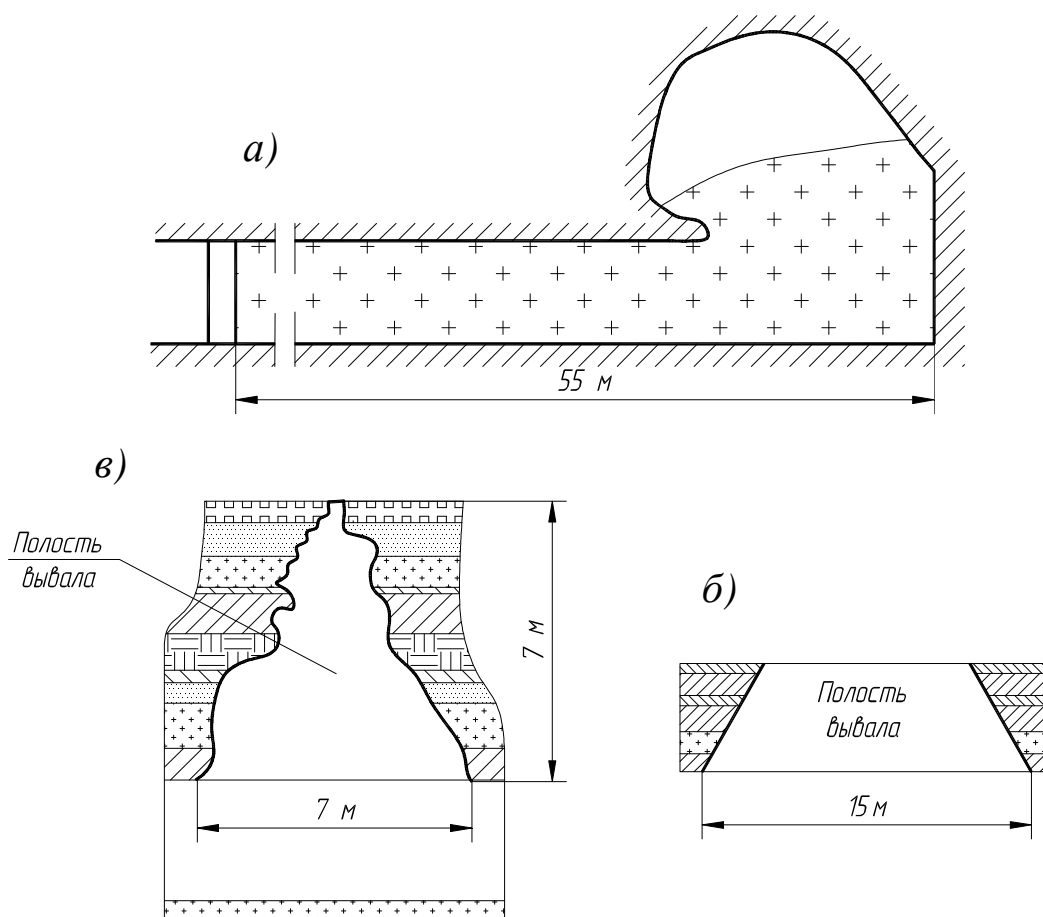 а)
55 м
в)
Полость
вывала
7 м
7 м
б)
Полость
вывала
15 м